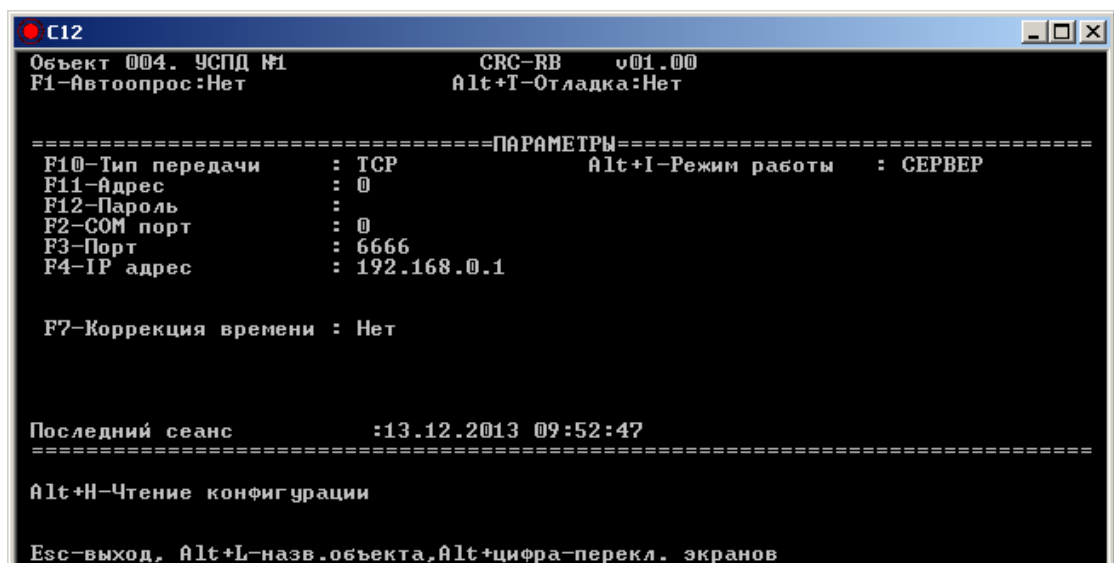 C12
Объект 004. УСПД №1 CRC-RB v01.00
F1-Автоопрос:Нет Alt+T-Отладка:Нет
==================================ПАРАМЕТРЫ===================================
F10-Тип передачи : TCP Alt+I-Режим работы : СЕРВЕР
F11-Адрес : 0
F12-Пароль :
F2-COM порт : 0
F3-Порт : 6666
F4-IP адрес : 192.168.0.1
F7-Коррекция времени : Нет
Последний сеанс :13.12.2013 09:52:47
===============================================================================
Alt+H-Чтение конфигурации
Esc-выход, Alt+L-назв.объекта,Alt+цифра-перекл. экранов